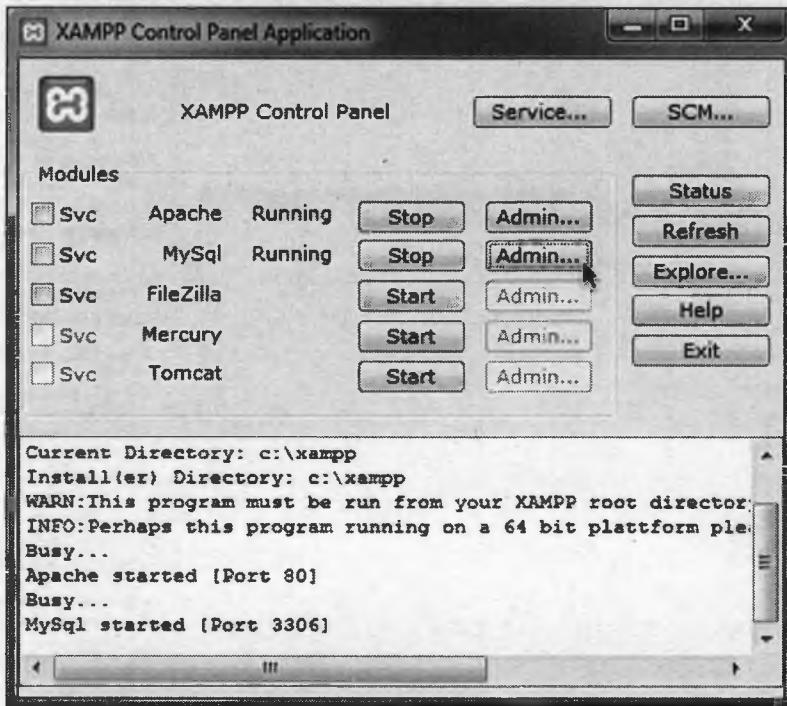 XAMPP Control Panel Application
XAMPP Control Panel Service... SCM...
Modules
Svc Apache Running Stop Admin... Status
Svc MySql Running Stop Admin... Refresh
Svc FileZilla Start Admin... Explore...
Svc Mercury Start Admin... Help
Svc Tomcat Start Admin... Exit
Current Directory: c:\xampp
Install(er) Directory: c:\xampp
WARN:This program must be run from your XAMPP root director
INFO:Perhaps this program running on a 64 bit plattform ple
Busy...
Apache started [Port 80]
Busy...
MySql started [Port 3306]